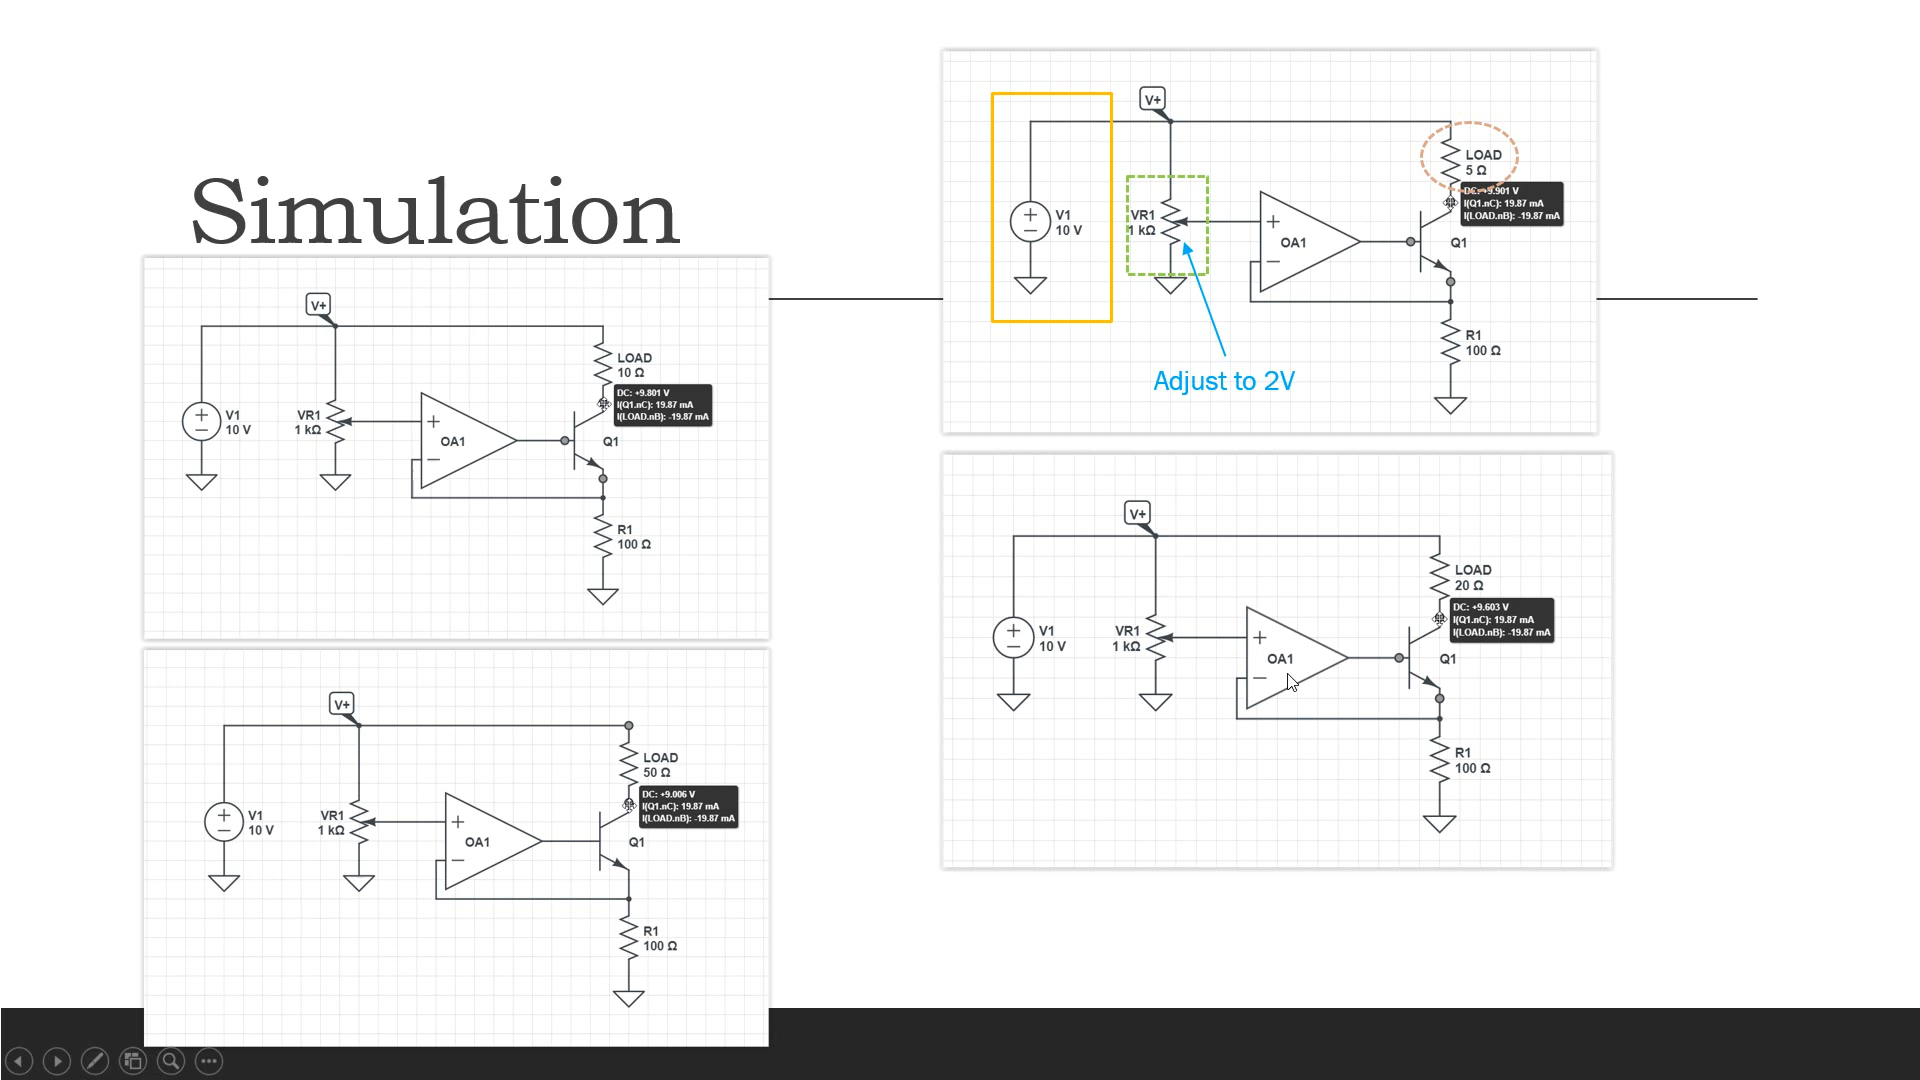 Simulation
V+
LOAD
10 Ω
DC: +9.801 V
I(Q1.nC): 19.87 mA
I(LOAD.nB): -19.87 mA
V1
10 V
VR1
1 kΩ
OA1
Q1
R1
100 Ω
V+
LOAD
50 Ω
DC: +9.006 V
I(Q1.nC): 19.87 mA
I(LOAD.nB): -19.87 mA
V1
10 V
VR1
1 kΩ
OA1
Q1
R1
100 Ω
V+
LOAD
5 Ω
DC: +9.901 V
I(Q1.nC): 19.87 mA
I(LOAD.nB): -19.87 mA
V1
10 V
VR1
1 kΩ
OA1
Q1
R1
100 Ω
Adjust to 2V
V+
LOAD
20 Ω
DC: +9.603 V
I(Q1.nC): 19.87 mA
I(LOAD.nB): -19.87 mA
V1
10 V
VR1
1 kΩ
OA1
Q1
R1
100 Ω